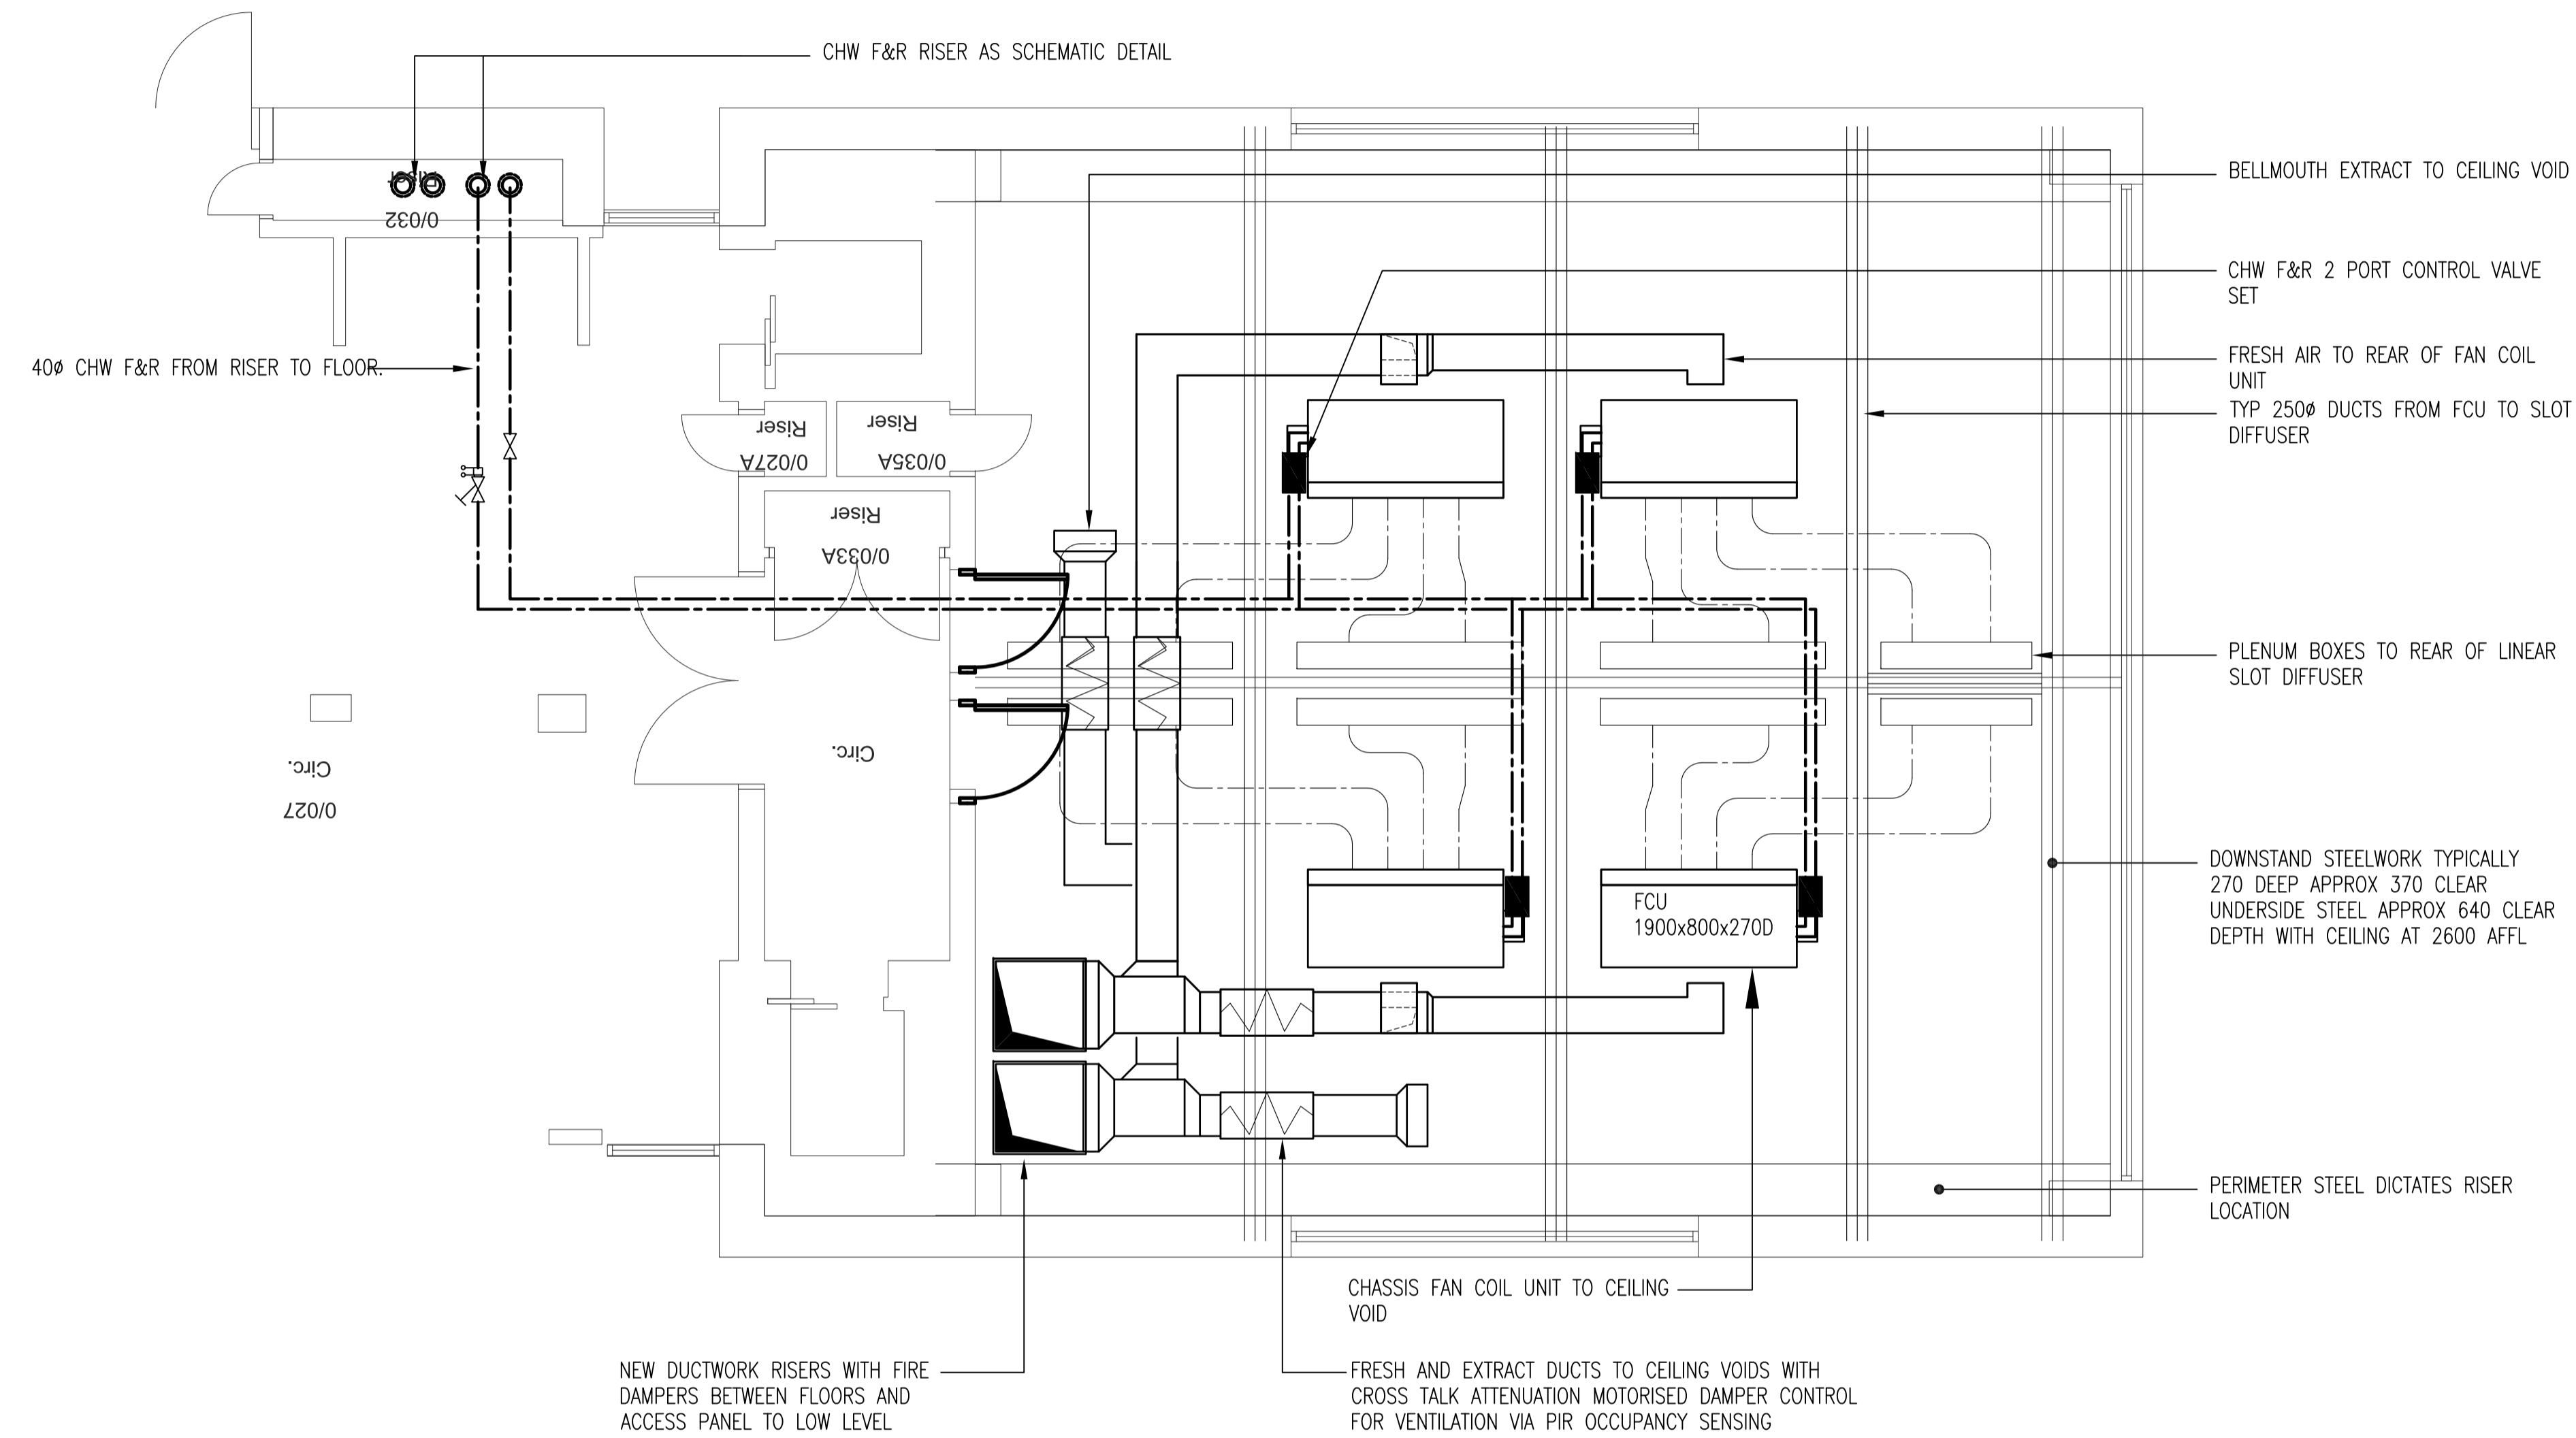 CHW F&R RISER AS SCHEMATIC DETAIL
BELLMOUTH EXTRACT TO CEILING VOID
Riser
0/032
CHW F&R 2 PORT CONTROL VALVE
SET
40ø CHW F&R FROM RISER TO FLOOR.
FRESH AIR TO REAR OF FAN COIL
UNIT
TYP 250ø DUCTS FROM FCU TO SLOT
DIFFUSER
Riser
0/027A
Riser
0/035A
Riser
0/033A
PLENUM BOXES TO REAR OF LINEAR
SLOT DIFFUSER
Circ.
Circ.
0/027
DOWNSTAND STEELWORK TYPICALLY
270 DEEP APPROX 370 CLEAR
UNDERSIDE STEEL APPROX 640 CLEAR
DEPTH WITH CEILING AT 2600 AFFL
FCU
1900x800x270D
PERIMETER STEEL DICTATES RISER
LOCATION
CHASSIS FAN COIL UNIT TO CEILING
VOID
NEW DUCTWORK RISERS WITH FIRE
DAMPERS BETWEEN FLOORS AND
ACCESS PANEL TO LOW LEVEL
FRESH AND EXTRACT DUCTS TO CEILING VOIDS WITH
CROSS TALK ATTENUATION MOTORISED DAMPER CONTROL
FOR VENTILATION VIA PIR OCCUPANCY SENSING